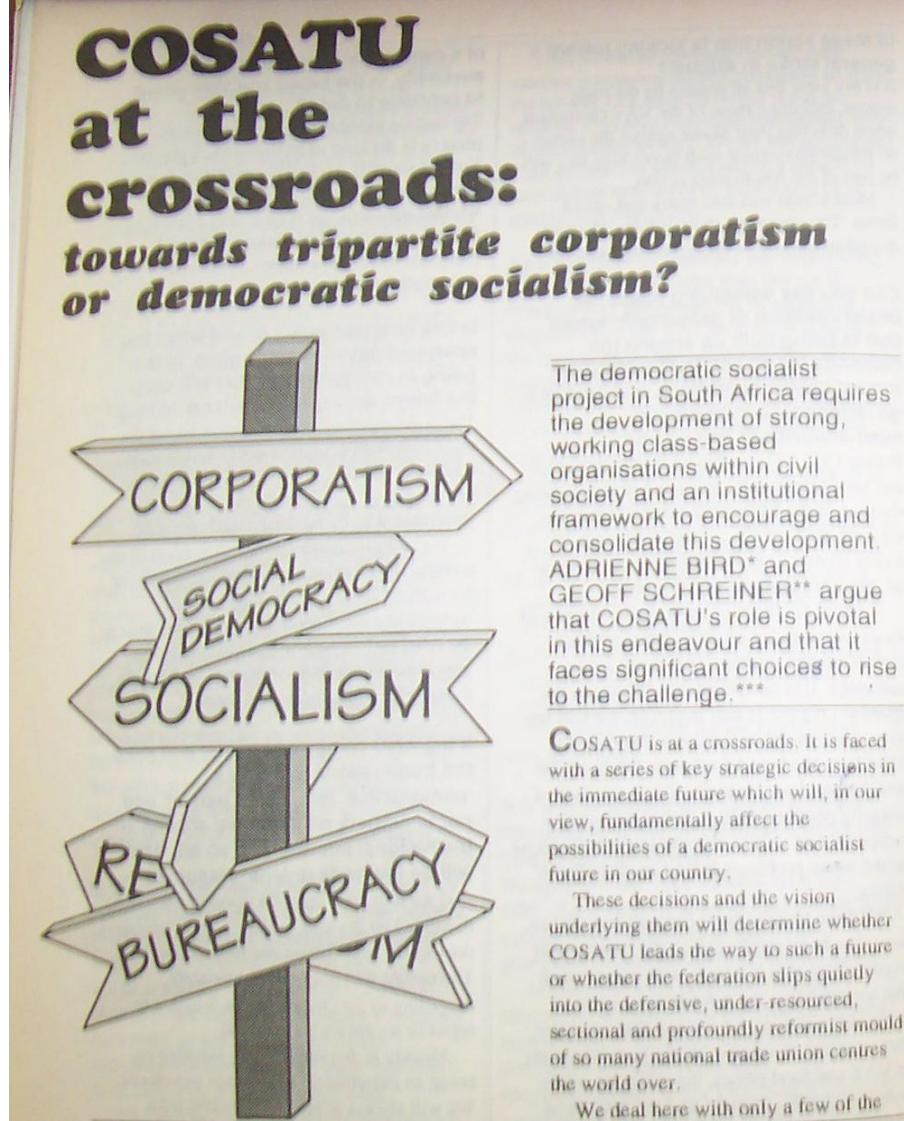 COSATU
at the
crossroads:
towards tripartite corporatism
or democratic socialism?
CORPORATISM
SOCIAL
DEMOCRACY
SOCIALISM
RE
BUREAUCRACY
SM
The democratic socialist
project in South Africa requires
the development of strong,
working class-based
organisations within civil
society and an institutional
framework to encourage and
consolidate this development.
ADRIENNE BIRD* and
GEOFF SCHREINER** argue
that COSATU's role is pivotal
in this endeavour and that it
faces significant choices to rise
to the challenge.***
COSATU is at a crossroads. It is faced
with a series of key strategic decisions in
the immediate future which will, in our
view, fundamentally affect the
possibilities of a democratic socialist
future in our country.
These decisions and the vision
underlying them will determine whether
COSATU leads the way to such a future
or whether the federation slips quietly
into the defensive, under-resourced,
sectional and profoundly reformist mould
of so many national trade union centres
the world over.
We deal here with only a few of the